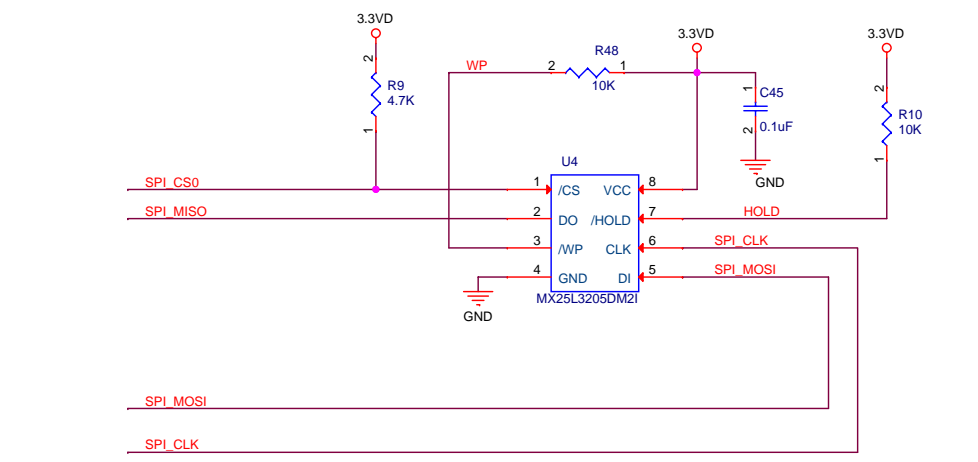 3.3VD
3.3VD
3.3VD
2
R9
4.7K
1
WP
2
R48
1
10K
1
C45
2
0.1uF
GND
2
R10
10K
1
U4
SPI_CS0
1
/CS
VCC
8
SPI_MISO
2
DO
/HOLD
7
HOLD
3
/WP
CLK
6
SPI_CLK
4
GND
DI
5
SPI_MOSI
GND
MX25L3205DM2I
SPI_MOSI
SPI_CLK